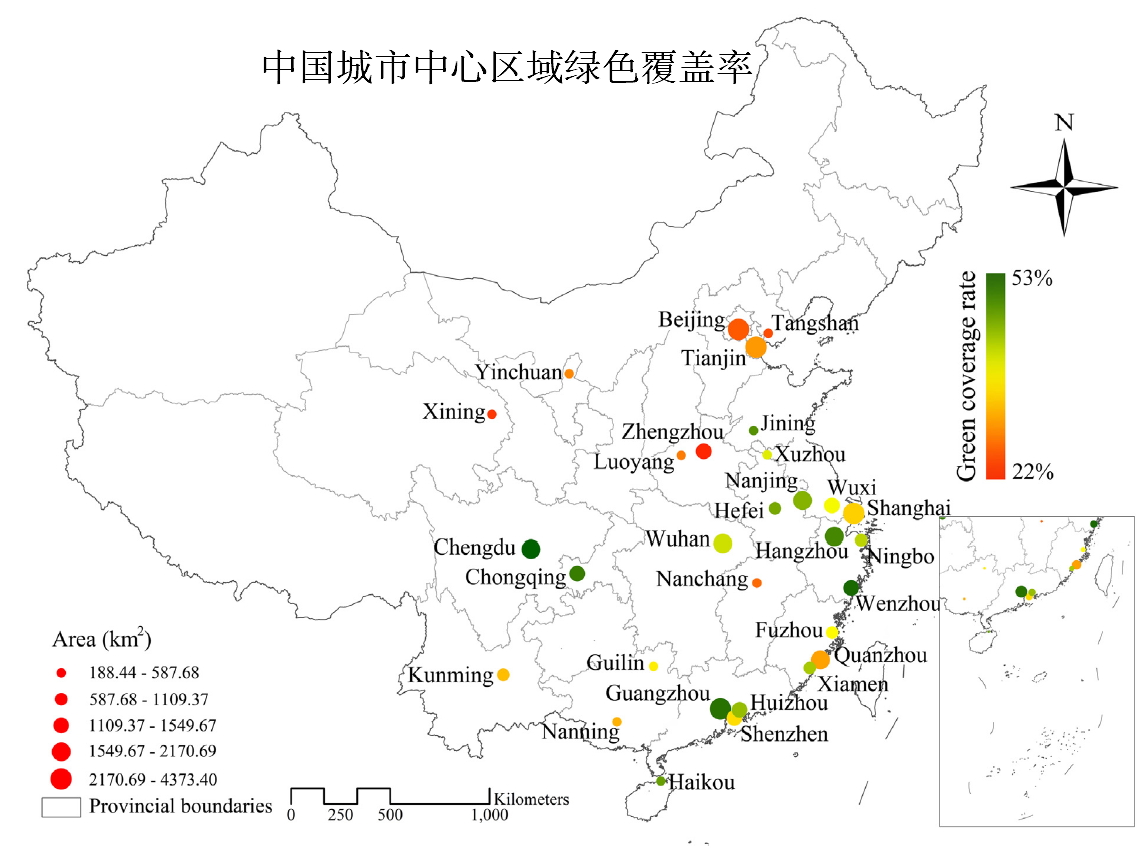 中国城市中心区域绿色覆盖率
N
53%
Green coverage rate
22%
Beijing
Tangshan
Tianjin
Yinchuan
Xining
Jining
Zhengzhou
Luoyang
Xuzhou
Nanjing
Wuxi
Hefei
Shanghai
Wuhan
Hangzhou
Ningbo
Chengdu
Chongqing
Nanchang
Wenzhou
Fuzhou
Quanzhou
Guilin
Kunming
Xiamen
Guangzhou
Huizhou
Nanning
Shenzhen
Haikou
Area (km²)
188.44 - 587.68
587.68 - 1109.37
1109.37 - 1549.67
1549.67 - 2170.69
2170.69 - 4373.40
Provincial boundaries
Kilometers
0 250 500 1,000